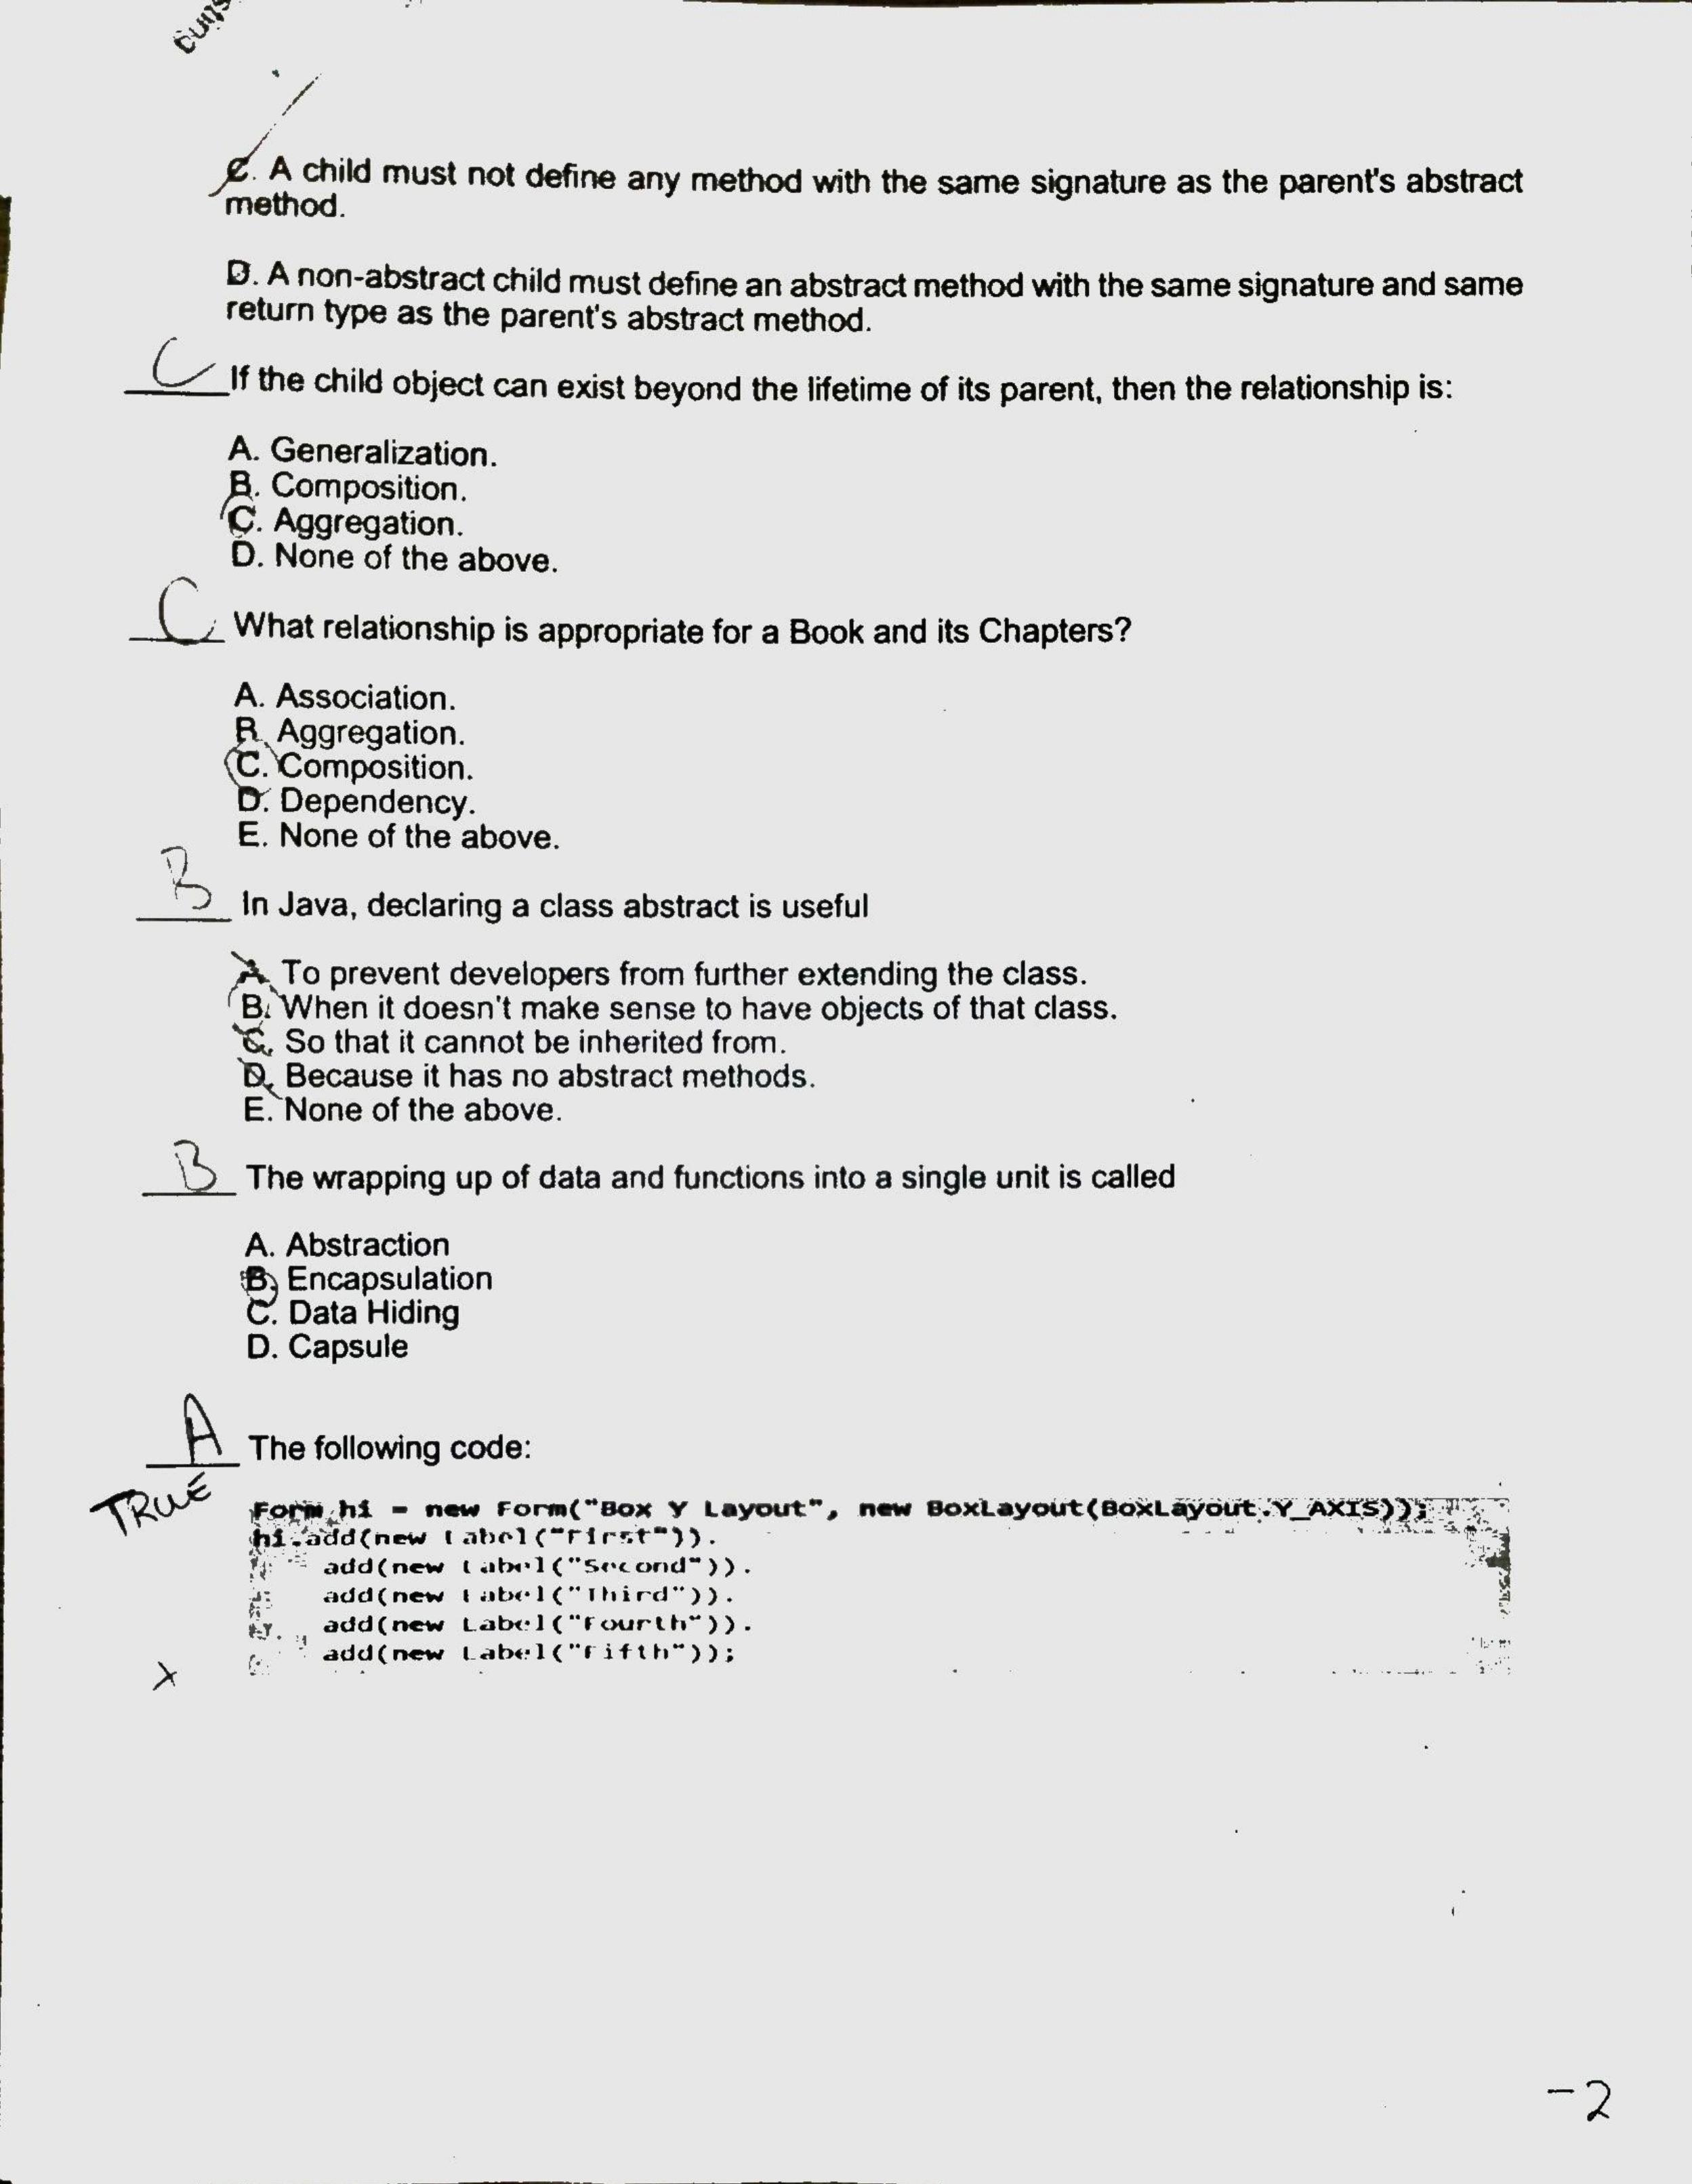 C. A child must not define any method with the same signature as the parent's abstract
method.
D. A non-abstract child must define an abstract method with the same signature and same
return type as the parent's abstract method.
C If the child object can exist beyond the lifetime of its parent, then the relationship is:
A. Generalization.
B. Composition.
C. Aggregation.
D. None of the above.
C What relationship is appropriate for a Book and its Chapters?
A. Association.
B. Aggregation.
C. Composition.
D. Dependency.
E. None of the above.
B In Java, declaring a class abstract is useful
A. To prevent developers from further extending the class.
B. When it doesn't make sense to have objects of that class.
C. So that it cannot be inherited from.
D. Because it has no abstract methods.
E. None of the above.
B The wrapping up of data and functions into a single unit is called
A. Abstraction
B. Encapsulation
C. Data Hiding
D. Capsule
A The following code:
TRUE
Form hi = new Form("Box Y Layout", new BoxLayout(BoxLayout.Y_AXIS));
hi.add(new Label("First")).
add(new Label("Second")).
add(new Label("Third")).
add(new Label("Fourth")).
add(new Label("Fifth"));
X
-2